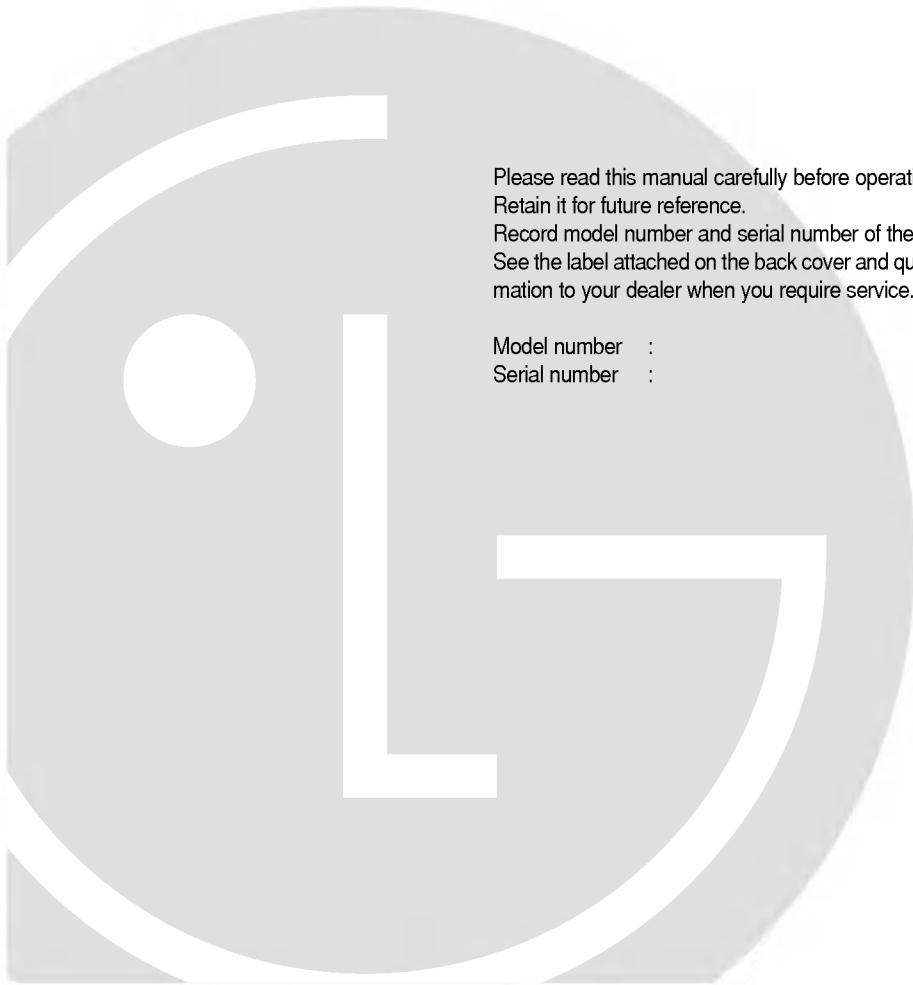 Please read this manual carefully before operati
Retain it for future reference.
Record model number and serial number of the
See the label attached on the back cover and qu
mation to your dealer when you require service.
Model number :
Serial number :